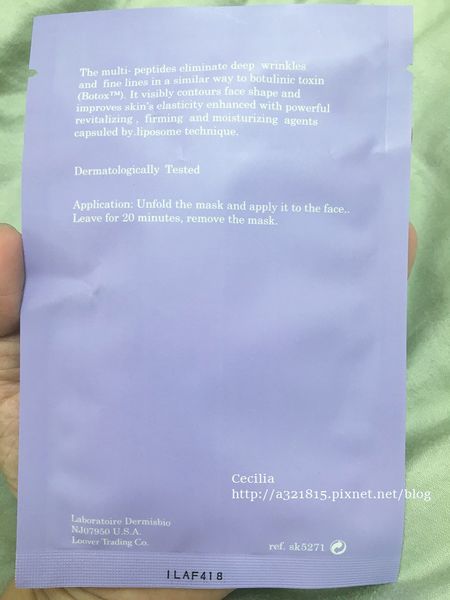 The multi- peptides eliminate deep wrinkles
and fine lines in a similar way to botulinic toxin
(Botox™). It visibly contours face shape and
improves skin's elasticity enhanced with powerful
revitalizing , firming and moisturizing agents
capsuled by.liposome technique.
Dermatologically Tested
Application: Unfold the mask and apply it to the face..
Leave for 20 minutes, remove the mask.
Cecilia
http://a321815.pixnet.net/blog
Laboratoire Dermisbio
NJ07950 U.S.A.
Loover Trading Co.
ref. sk5271
1LAF418